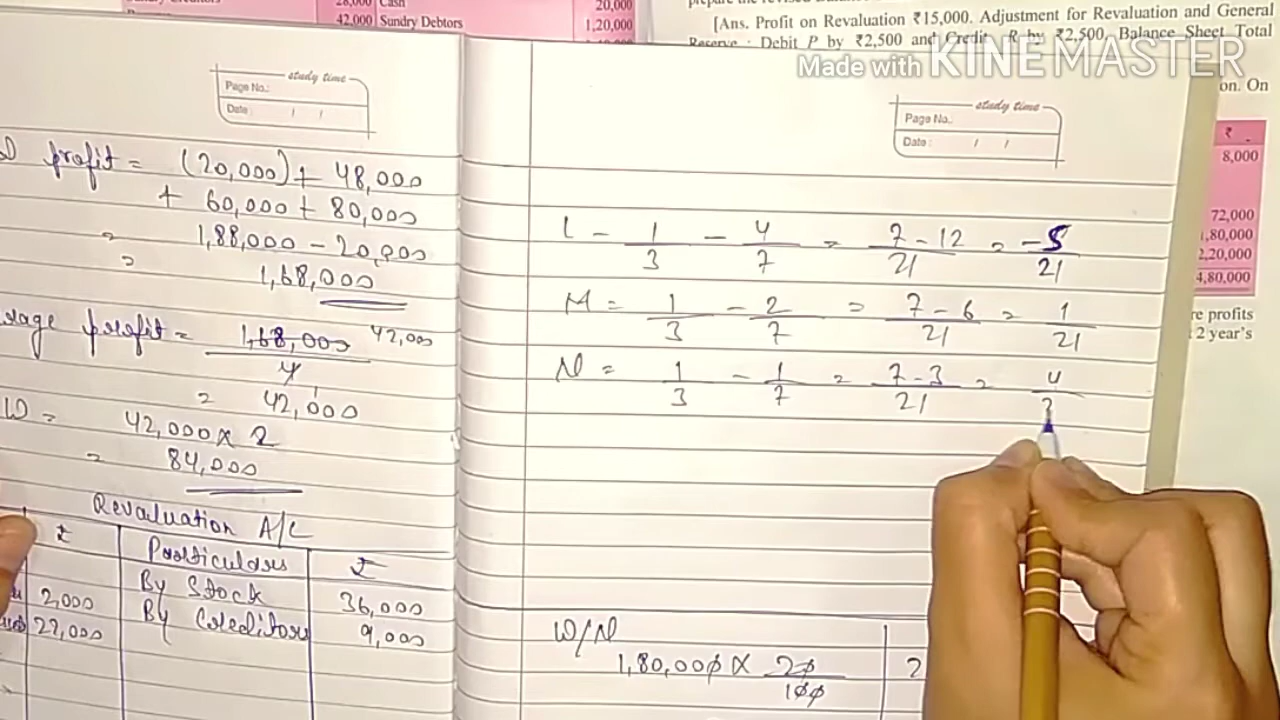 28,000 Cash 20,000
42,000 Sundry Debtors 1,20,000
[Ans. Profit on Revaluation ₹15,000. Adjustment for Revaluation and General
Reserve : Debit P by ₹2,500 and Credit R by ₹2,500, Balance Sheet Total
Made with KINEMASTER
on. On
₹
8,000
72,000
1,80,000
2,20,000
4,80,000
re profits
2 year's
study time
Page No.:
Date : / /
profit = (20,000) + 48,000
+ 60,000 + 80,000
= 1,88,000 - 20,000
= 1,68,000
profit = 1,68,000 42,000
4
= 42,000
= 42,000 x 2
= 84,000
Revaluation A/C
₹ Particulars ₹
2,000 By Stock 36,000
22,000 By Creditors 9,000
study time
Page No.:
Date : / /
L - 1/3 - 4/7 = 7 - 12/21 = -5/21
M = 1/3 - 2/7 = 7 - 6/21 = 1/21
N = 1/3 - 1/7 = 7 - 3/21 = 4
W/N
1,80,000 x 20/100 2